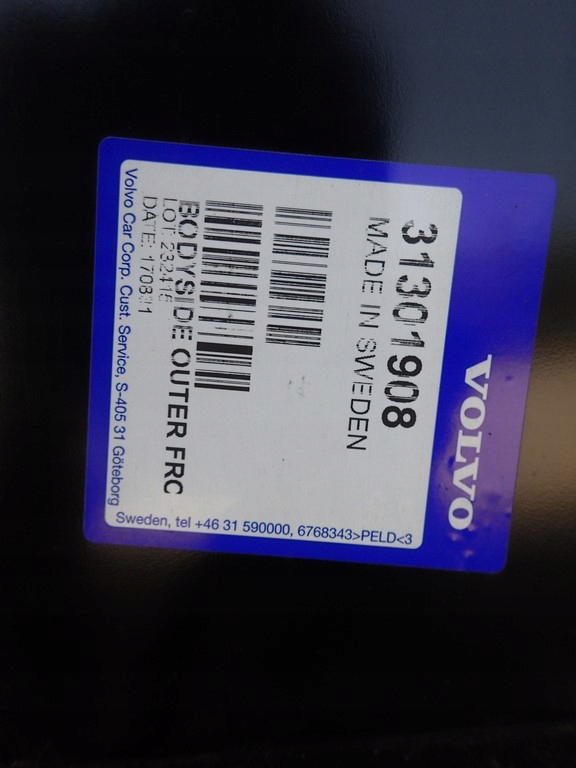 VOLVO
31301908
MADE IN SWEDEN
BODYSIDE OUTER FRC
LOT: 232415
DATE: 170831
Volvo Car Corp. Cust. Service, S-405 31 Göteborg
Sweden, tel +46 31 590000, 6768343>PELD<3